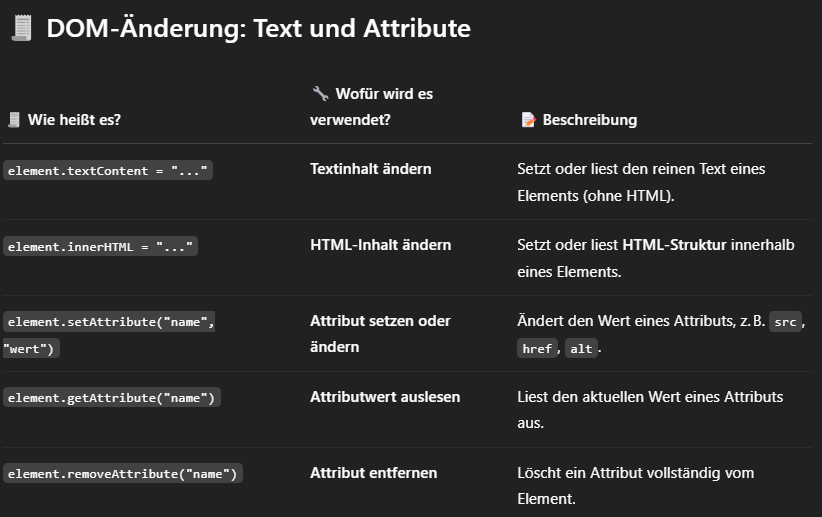 DOM-Änderung: Text und Attribute
Wie heißt es?
Wofür wird es
verwendet?
Beschreibung
element.textContent = "..."
Textinhalt ändern
Setzt oder liest den reinen Text eines
Elements (ohne HTML).
element.innerHTML = "..."
HTML-Inhalt ändern
Setzt oder liest HTML-Struktur innerhalb
eines Elements.
element.setAttribute("name",
"wert")
Attribut setzen oder
ändern
Ändert den Wert eines Attributs, z. B. src,
href, alt.
element.getAttribute("name")
Attributwert auslesen
Liest den aktuellen Wert eines Attributs
aus.
element.removeAttribute("name")
Attribut entfernen
Löscht ein Attribut vollständig vom
Element.